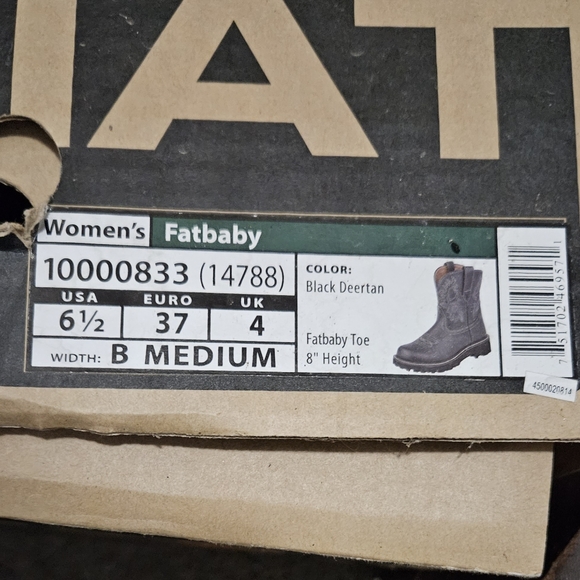 IAT
Women's Fatbaby
10000833 (14788)
USA EURO UK
6½ 37 4
WIDTH: B MEDIUM
COLOR:
Black Deertan
Fatbaby Toe
8" Height
4500020814